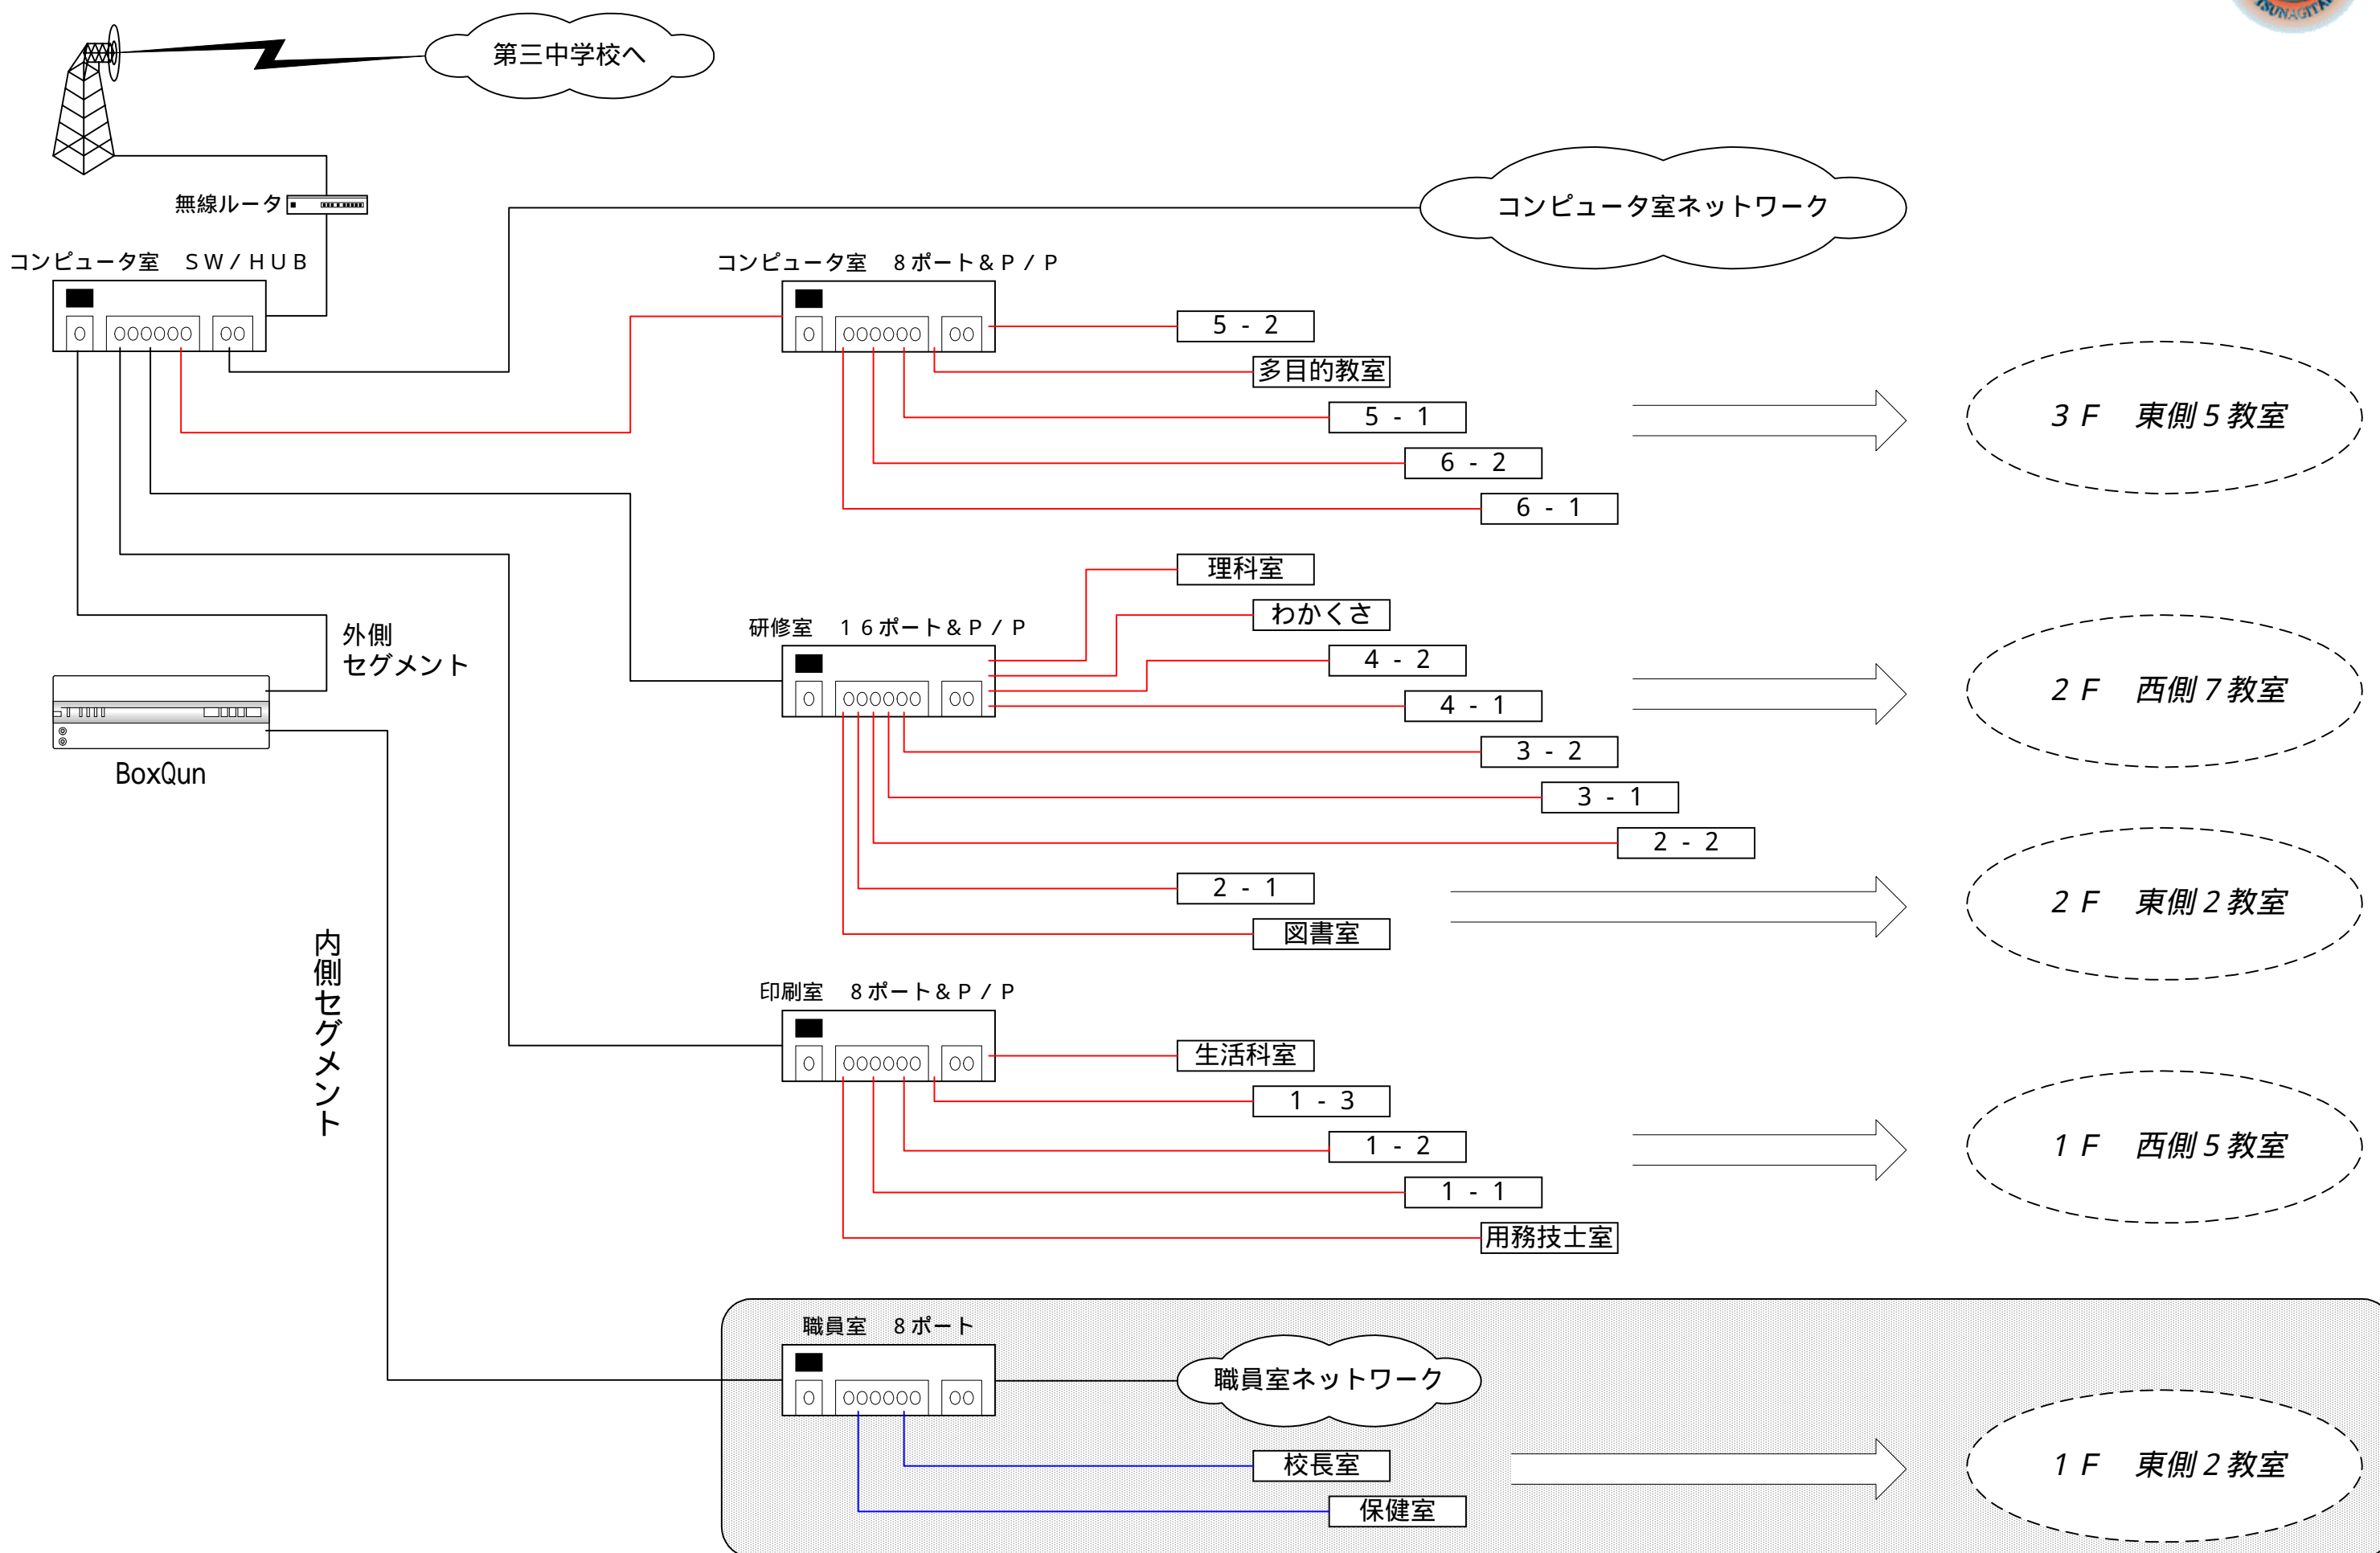 第三中学校へ
無線ルータ
コンピュータ室ネットワーク
コンピュータ室　ＳＷ／ＨＵＢ
コンピュータ室　８ポート＆Ｐ／Ｐ
５－２
多目的教室
５－１
６－２
６－１
３Ｆ　東側５教室
外側
セグメント
BoxQun
研修室　１６ポート＆Ｐ／Ｐ
理科室
わかくさ
４－２
４－１
３－２
３－１
２－２
２Ｆ　西側７教室
２－１
図書室
２Ｆ　東側２教室
内側セグメント
印刷室　８ポート＆Ｐ／Ｐ
生活科室
１－３
１－２
１－１
用務技士室
１Ｆ　西側５教室
職員室　８ポート
職員室ネットワーク
校長室
保健室
１Ｆ　東側２教室